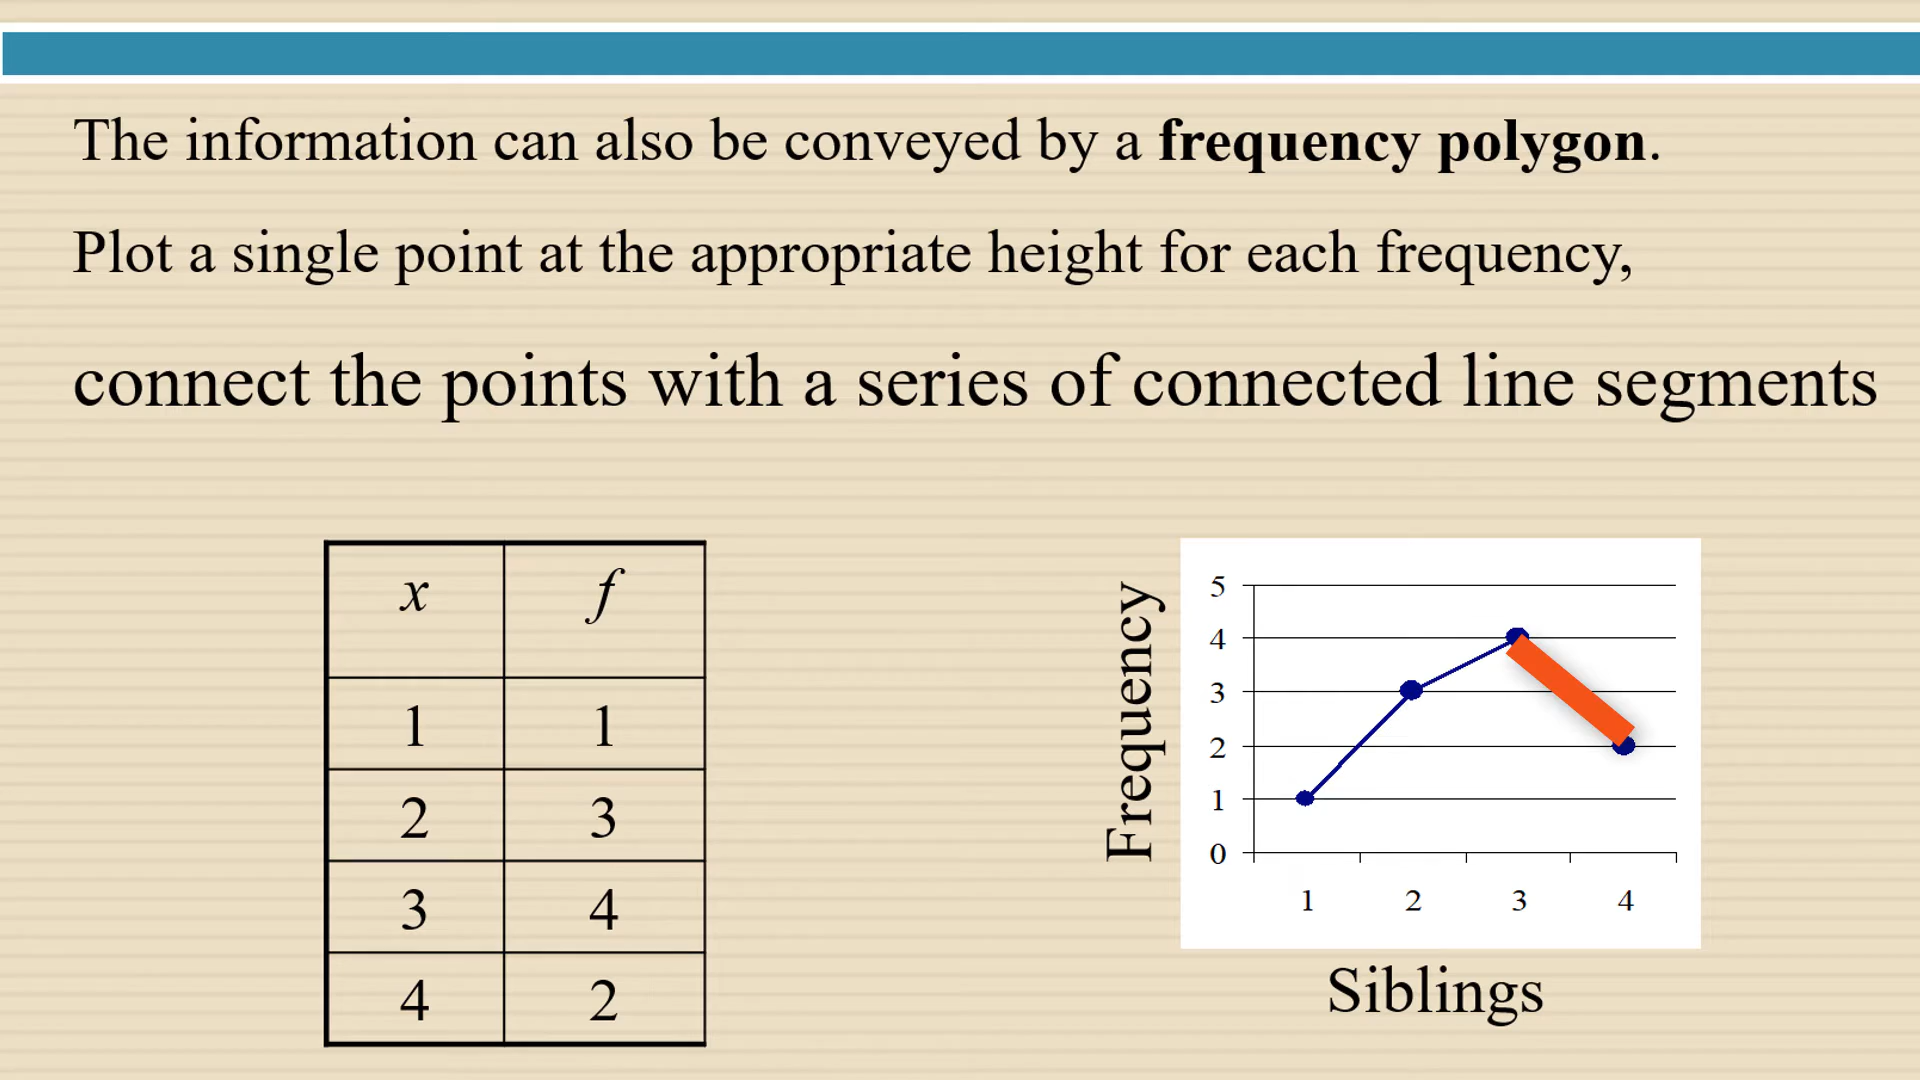 The information can also be conveyed by a frequency polygon.
Plot a single point at the appropriate height for each frequency,
connect the points with a series of connected line segments
x f
1 1
2 3
3 4
4 2
Frequency
5
4
3
2
1
0
1 2 3 4
Siblings